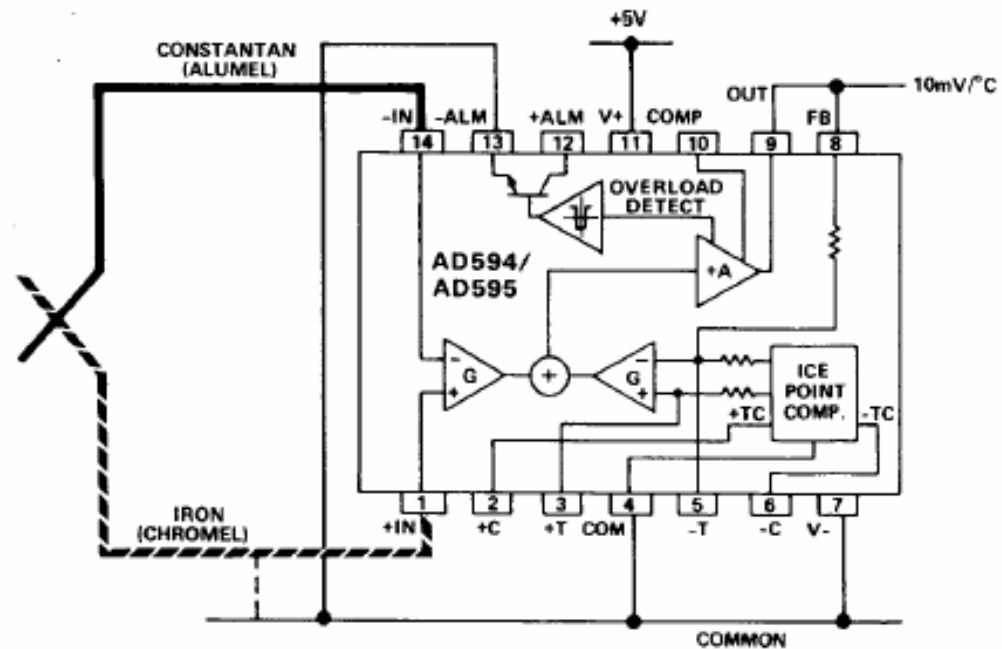 +5V
CONSTANTAN
(ALUMEL)
10mV/°C
-IN -ALM +ALM V+ COMP OUT FB
14 13 12 11 10 9 8
OVERLOAD
DETECT
AD594/
AD595
+A
- G +
+
- G +
ICE
POINT
COMP.
+TC -TC
1 2 3 4 5 6 7
+IN +C +T COM -T -C V-
IRON
(CHROMEL)
COMMON